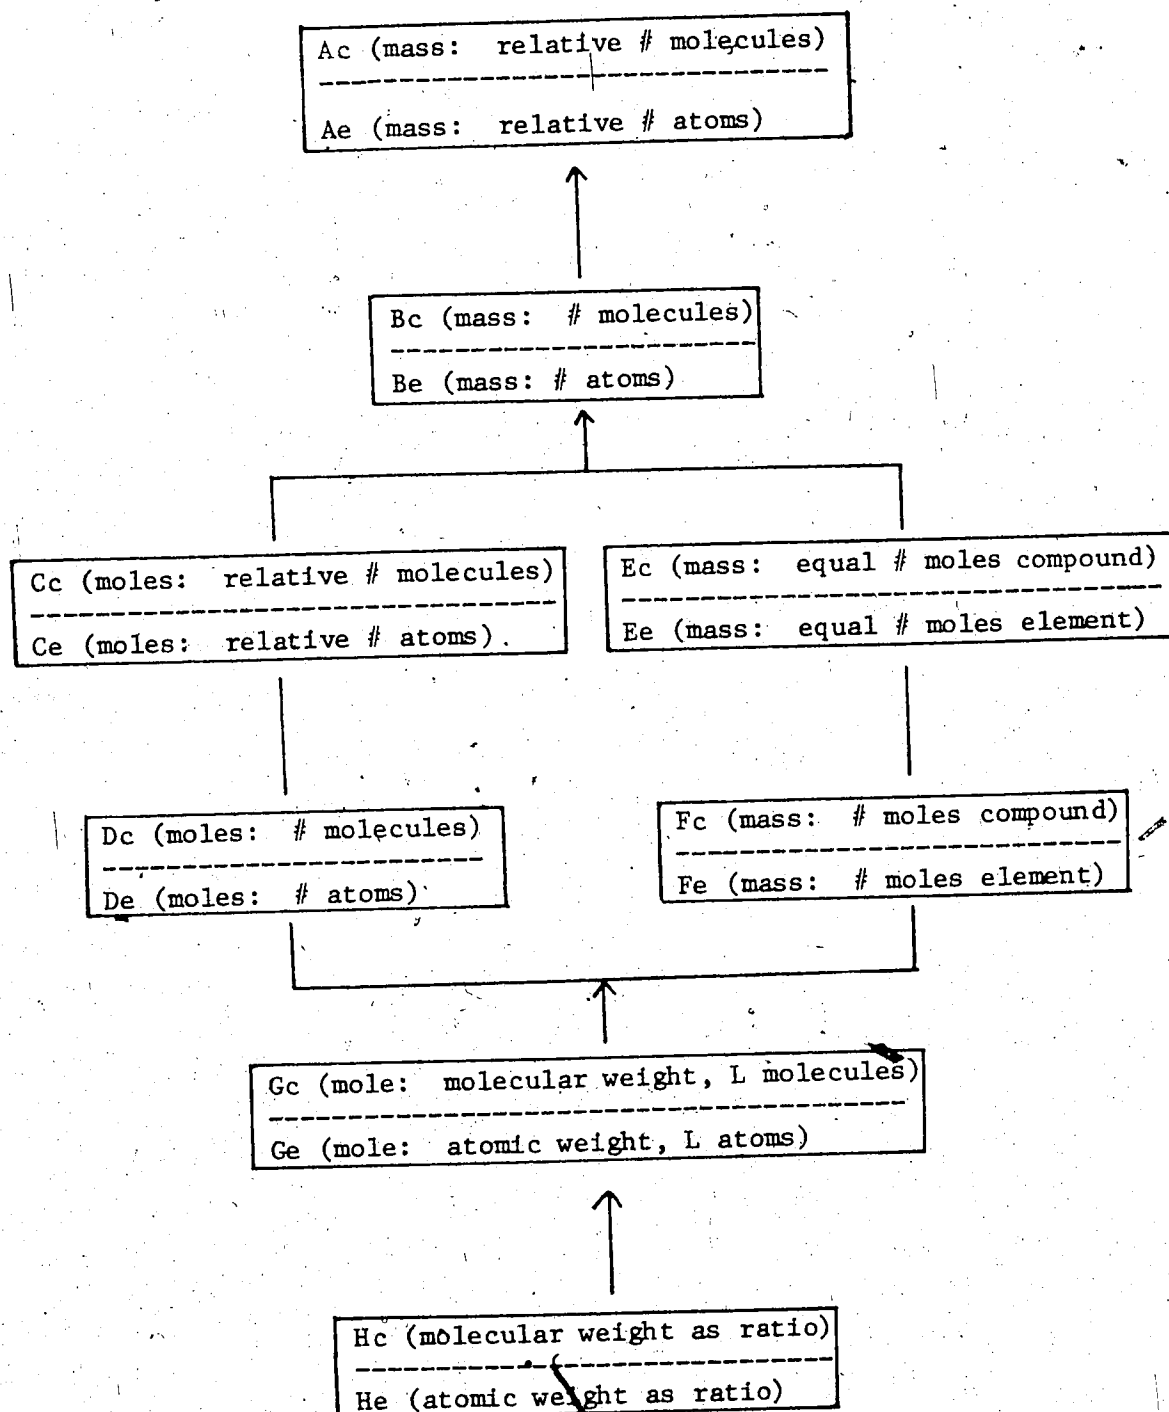 Ac (mass: relative # molecules)
Ae (mass: relative # atoms)
Bc (mass: # molecules)
Be (mass: # atoms)
Cc (moles: relative # molecules)
Ce (moles: relative # atoms).
Ec (mass: equal # moles compound)
Ee (mass: equal # moles element)
Dc (moles: # molecules)
De (moles: # atoms)
Fc (mass: # moles compound)
Fe (mass: # moles element)
Gc (mole: molecular weight, L molecules)
Ge (mole: atomic weight, L atoms)
Hc (molecular weight as ratio)
He (atomic weight as ratio)